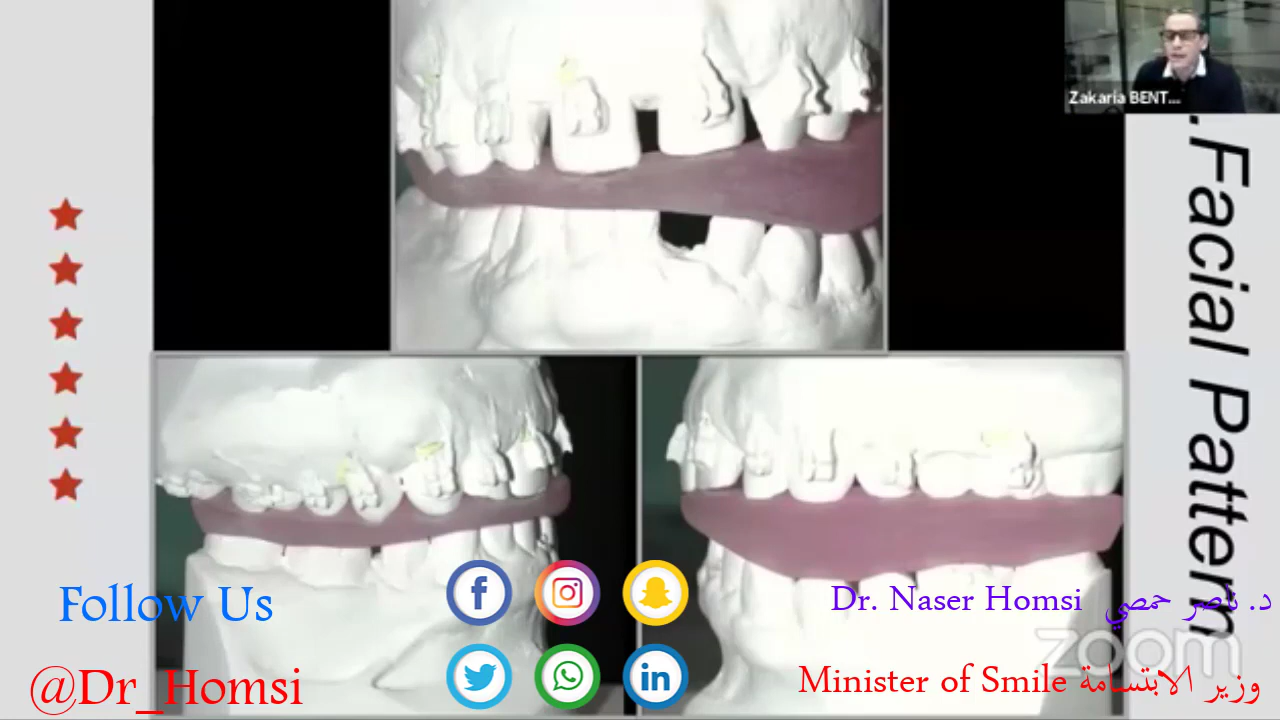 Zakaria BENT...
.Facial Pattern
Follow Us
@Dr_Homsi
Dr. Naser Homsi د. ناصر حمصي
zoom
Minister of Smile وزير الابتسامة